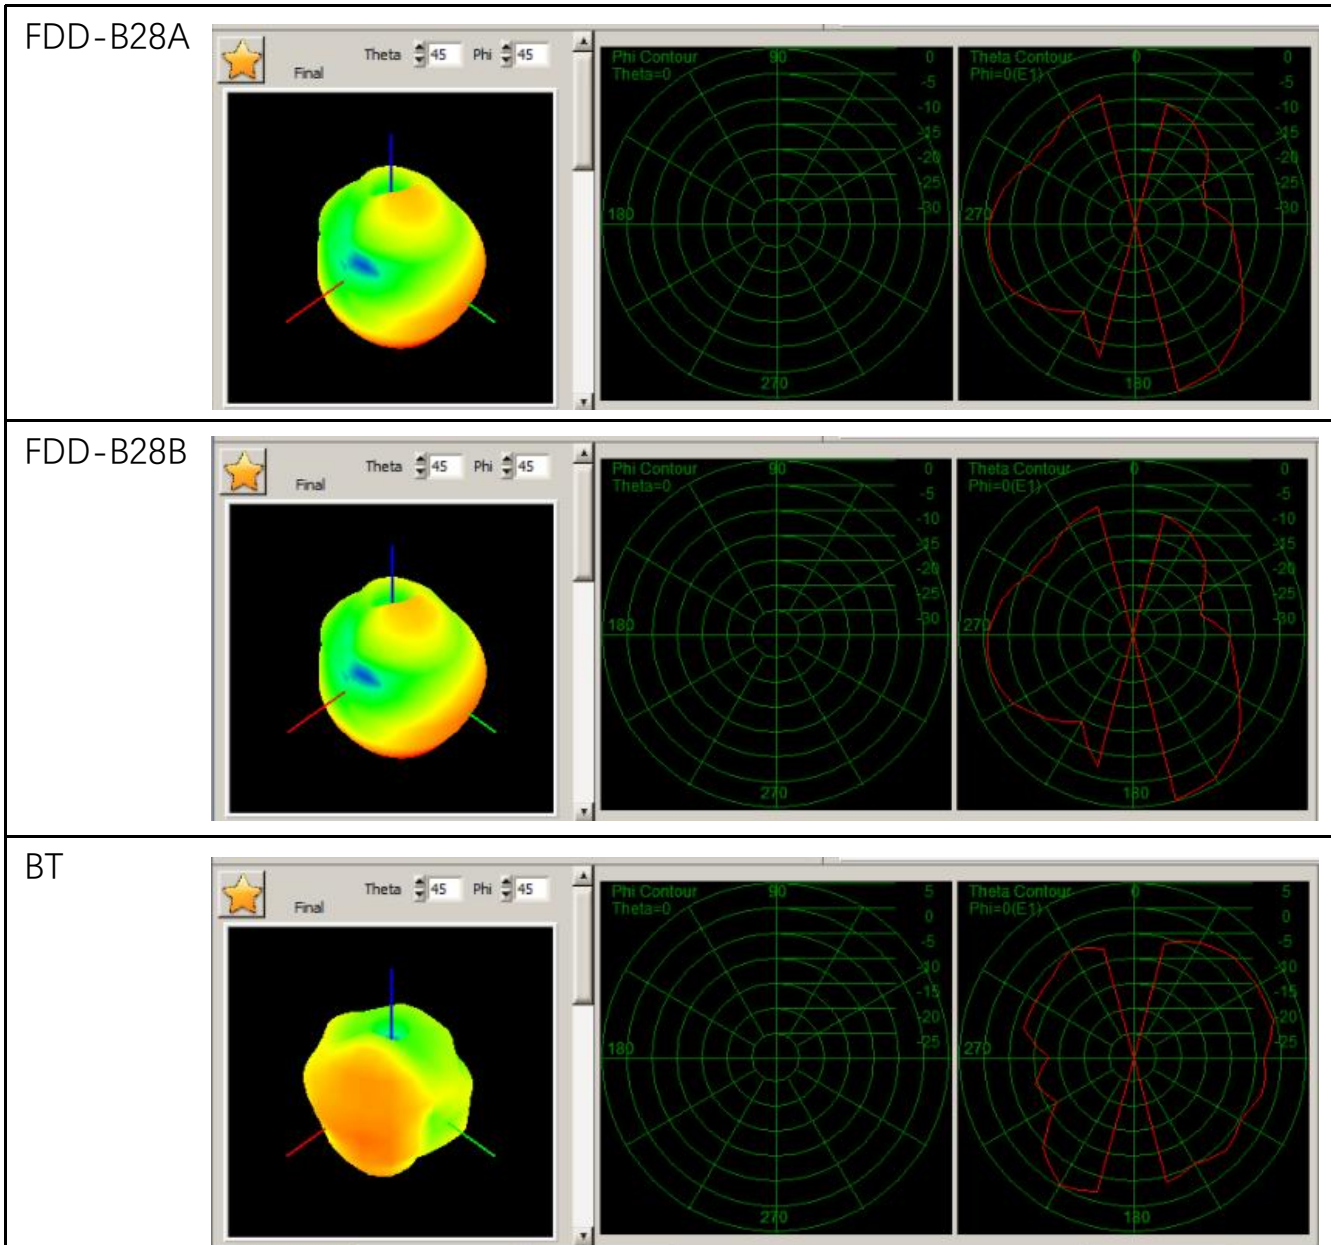 FDD-B28A
Theta 45 Phi 45
Final
Phi Contour 90 0
Theta=0 -5
-10
-15
-20
-25
180 -30
270
Theta Contour 0 0
Phi=0(E1) -5
-10
-15
-20
-25
270 -30
180
FDD-B28B
Theta 45 Phi 45
Final
Phi Contour 90 0
Theta=0 -5
-10
-15
-20
-25
180 -30
270
Theta Contour 0 0
Phi=0(E1) -5
-10
-15
-20
-25
270 -30
180
BT
Theta 45 Phi 45
Final
Phi Contour 90 5
Theta=0 0
-5
-10
-15
-20
180 -25
270
Theta Contour 0 5
Phi=0(E1) 0
-5
-10
-15
-20
270 -25
180